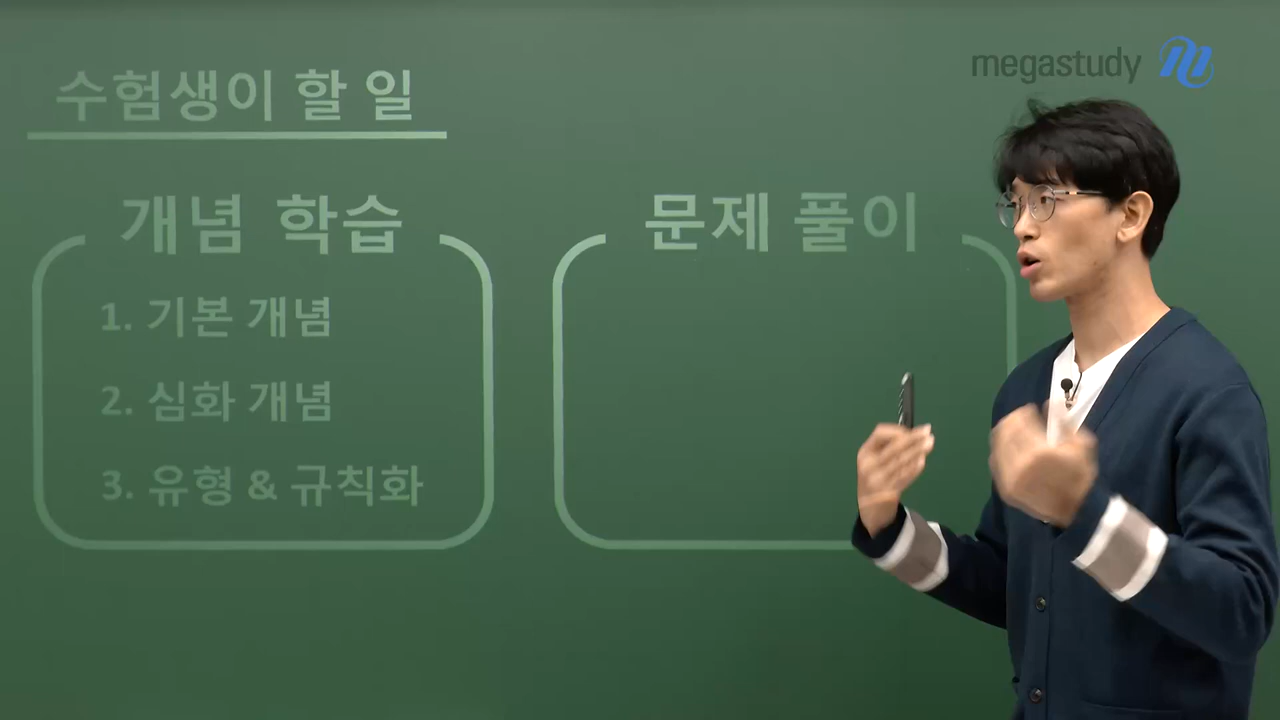 megastudy
수험생이 할 일
개념 학습
1. 기본 개념
2. 심화 개념
3. 유형 & 규칙화
문제 풀이